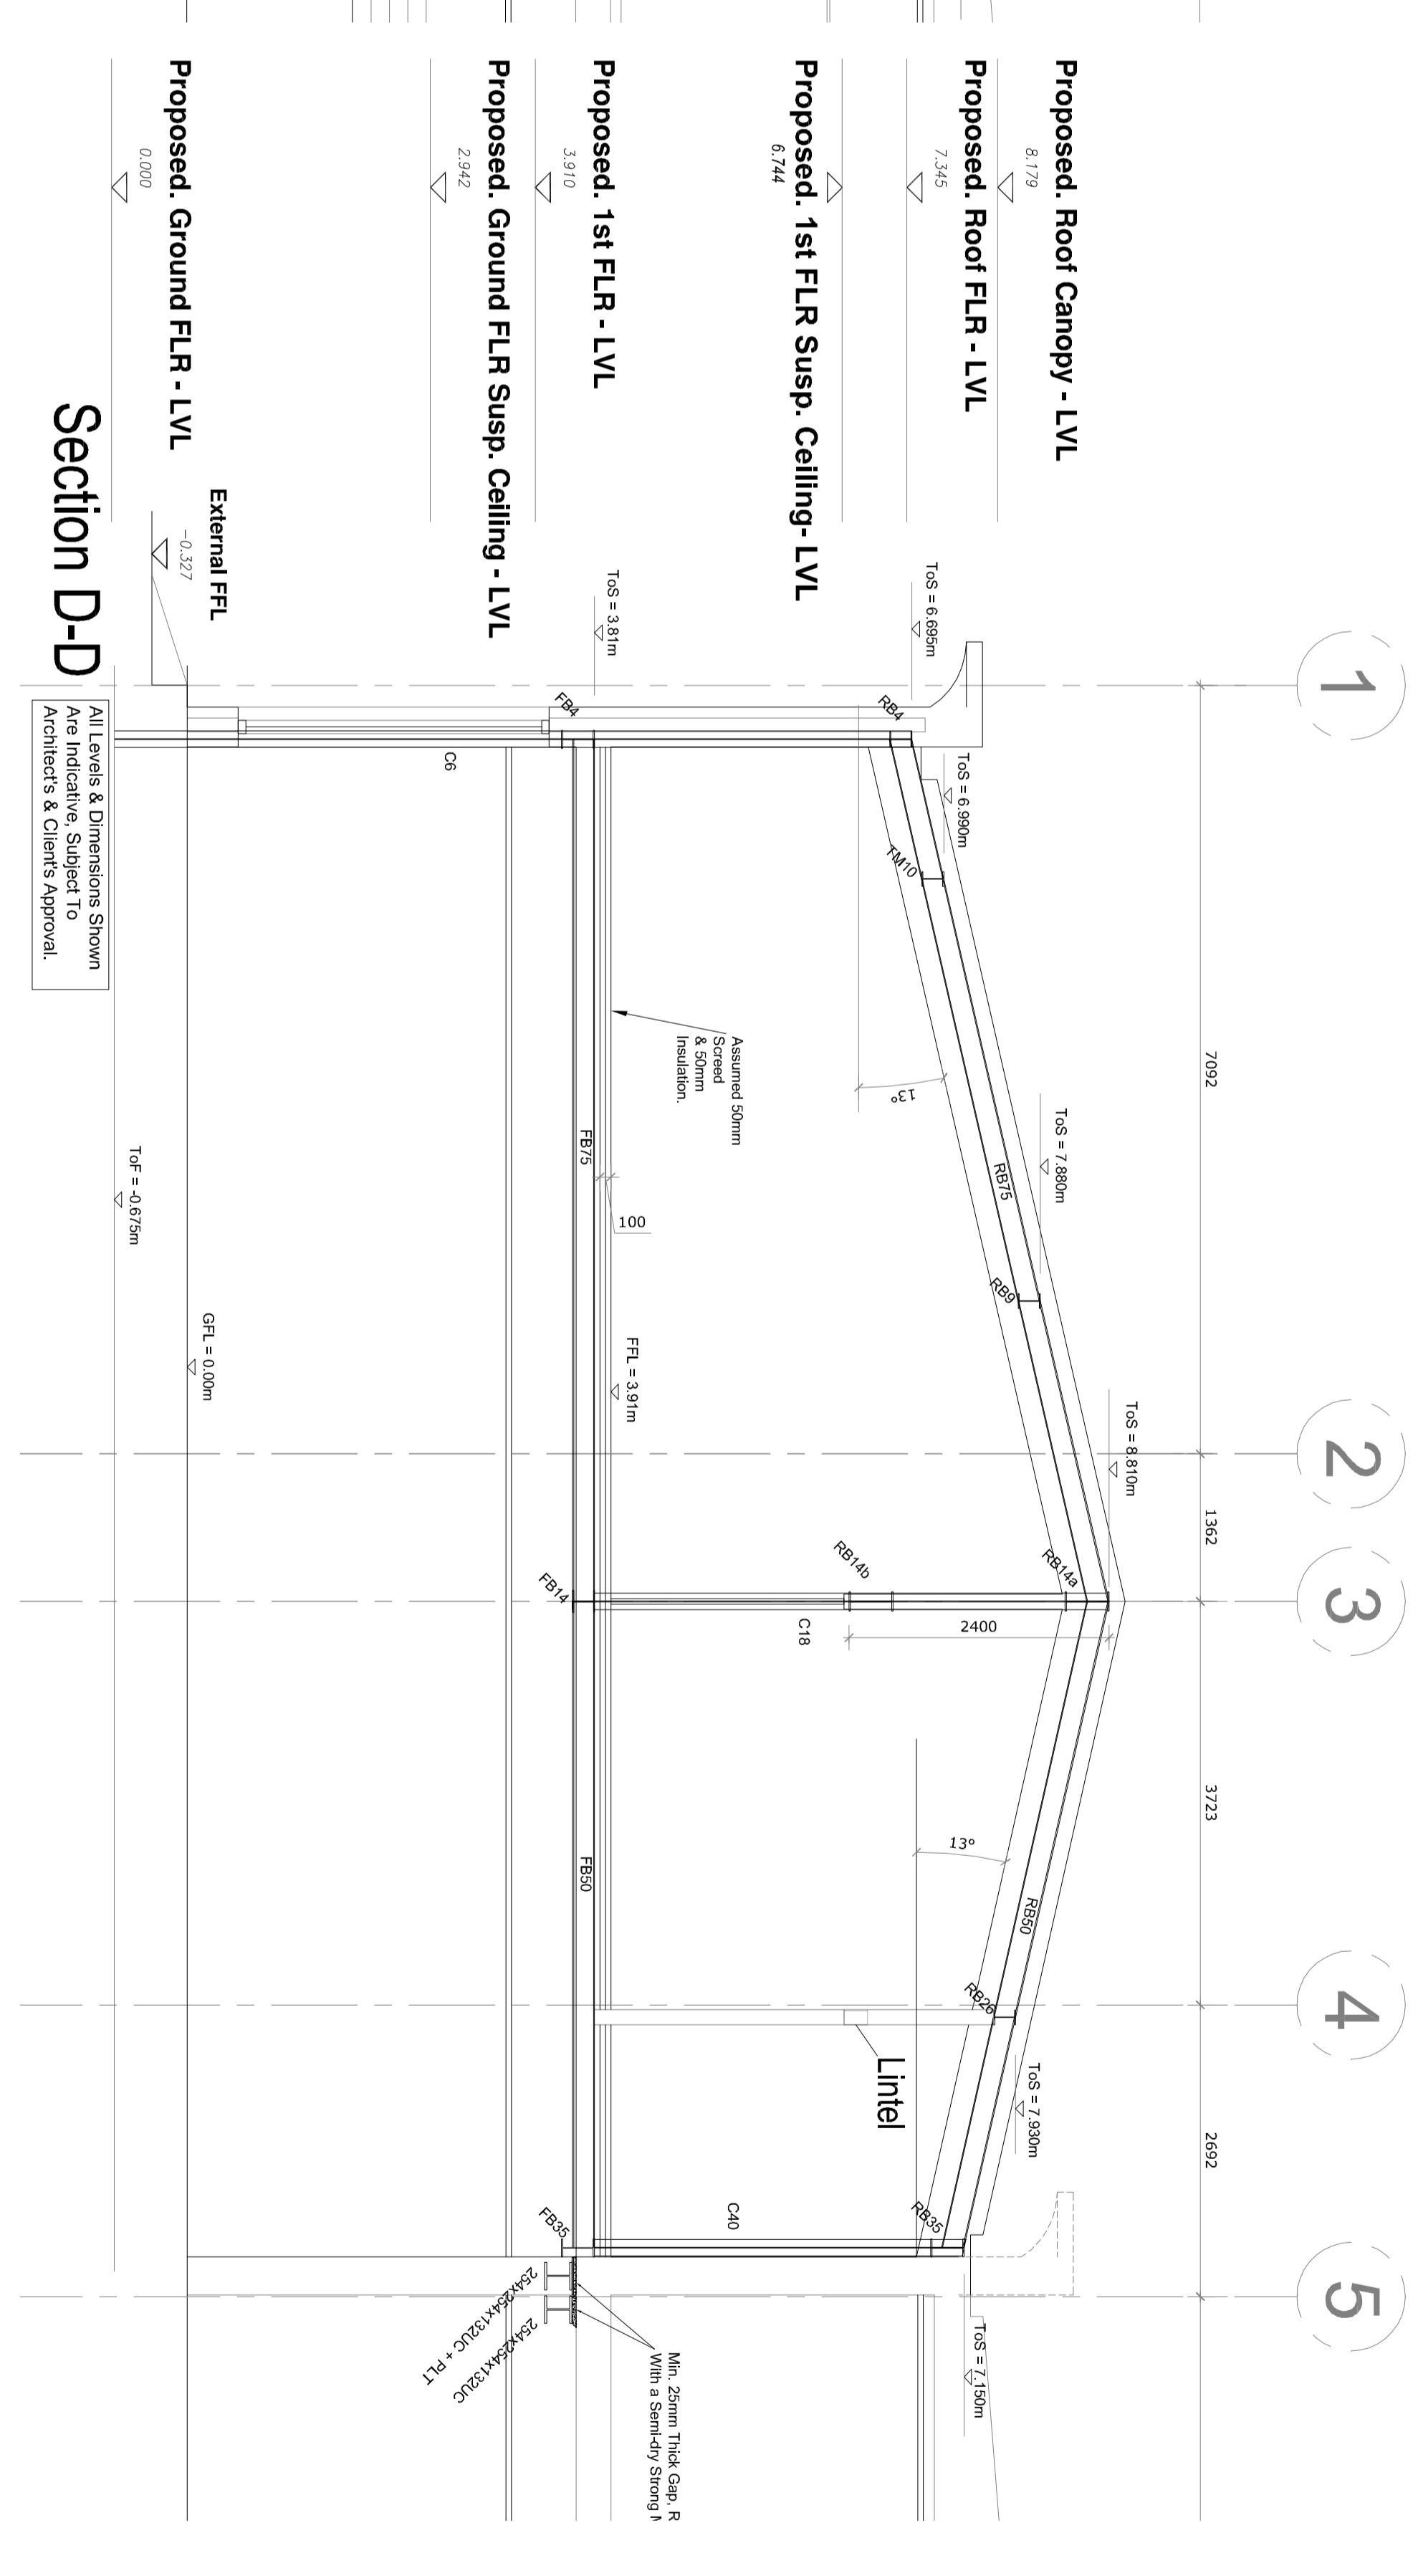 1
2
3
4
5
7092
1362
3723
2692
Proposed. Roof Canopy - LVL
8.179
Proposed. Roof FLR - LVL
7.345
Proposed. 1st FLR Susp. Ceiling- LVL
6.744
Proposed. 1st FLR - LVL
3.910
Proposed. Ground FLR Susp. Ceiling - LVL
2.942
Proposed. Ground FLR - LVL
0.000
External FFL
-0.327
ToS = 8.810m
ToS = 7.880m
ToS = 6.990m
ToS = 6.695m
ToS = 3.81m
ToS = 7.930m
ToS = 7.150m
RB4
TM10
RB75
RB9
RB14a
RB14b
RB50
RB26
RB35
13°
13°
2400
C18
C40
Lintel
Assumed 50mm
Screed
& 50mm
Insulation.
100
FFL = 3.91m
FB4
FB75
FB14
FB50
FB35
C6
254x254x132UC + PLT
254x254x132UC
Min. 25mm Thick Gap, R
With a Semi-dry Strong
GFL = 0.00m
ToF = -0.675m
Section D-D
All Levels & Dimensions Shown
Are Indicative, Subject To
Architect's & Client's Approval.